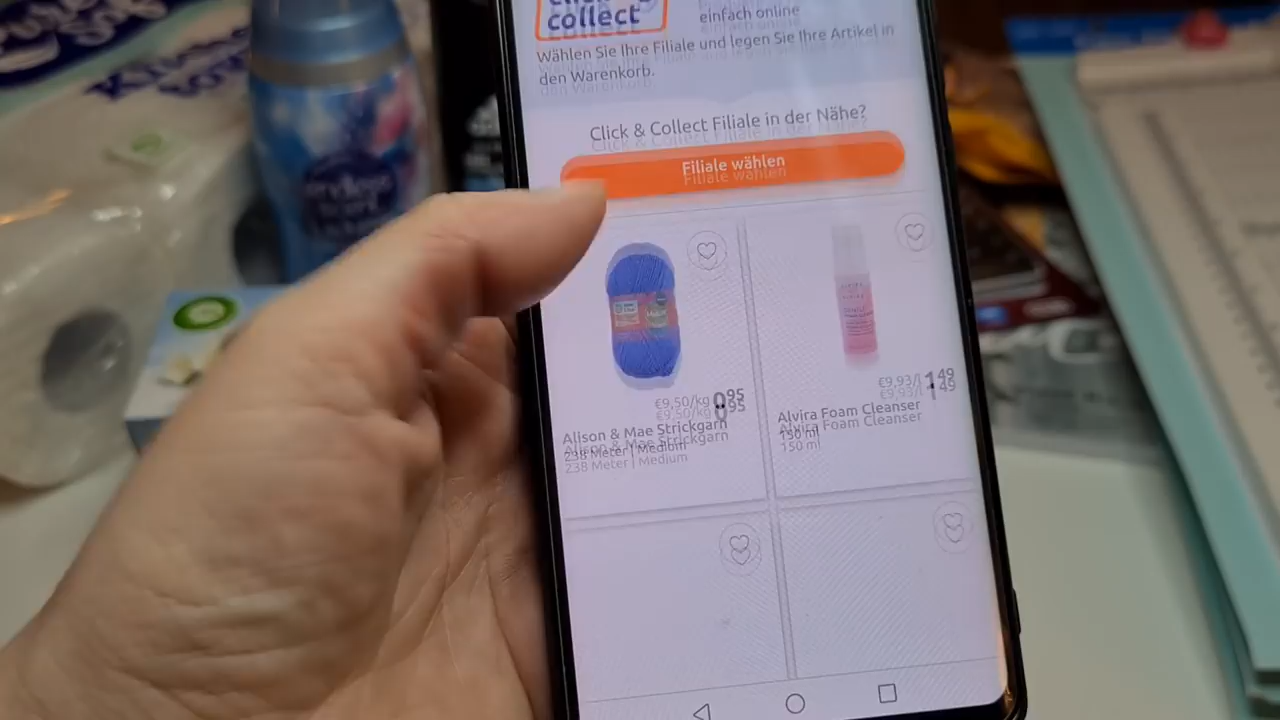 click
collect
einfach online
Wählen Sie Ihre Filiale und legen Sie Ihre Artikel in
den Warenkorb.
Click & Collect Filiale in der Nähe?
Filiale wählen
€9,50/kg 0.95
Alison & Mae Strickgarn
238 Meter | Medium
€9,93/l 1.49
Alvira Foam Cleanser
150 ml